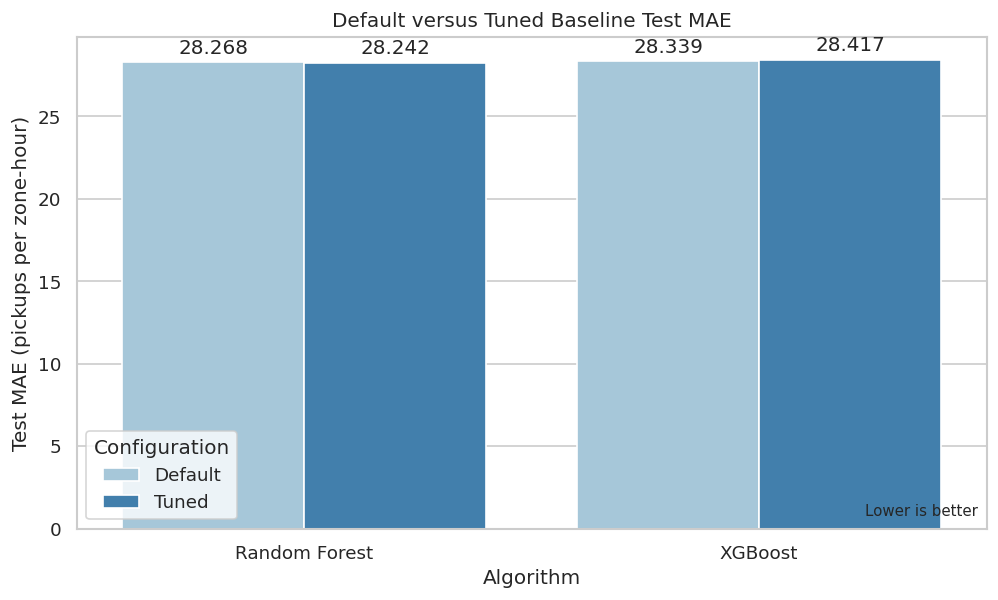 Default versus Tuned Baseline Test MAE
28.268
28.242
28.339
28.417
Test MAE (pickups per zone-hour)
25
20
15
10
5
0
Configuration
Default
Tuned
Lower is better
Random Forest
XGBoost
Algorithm